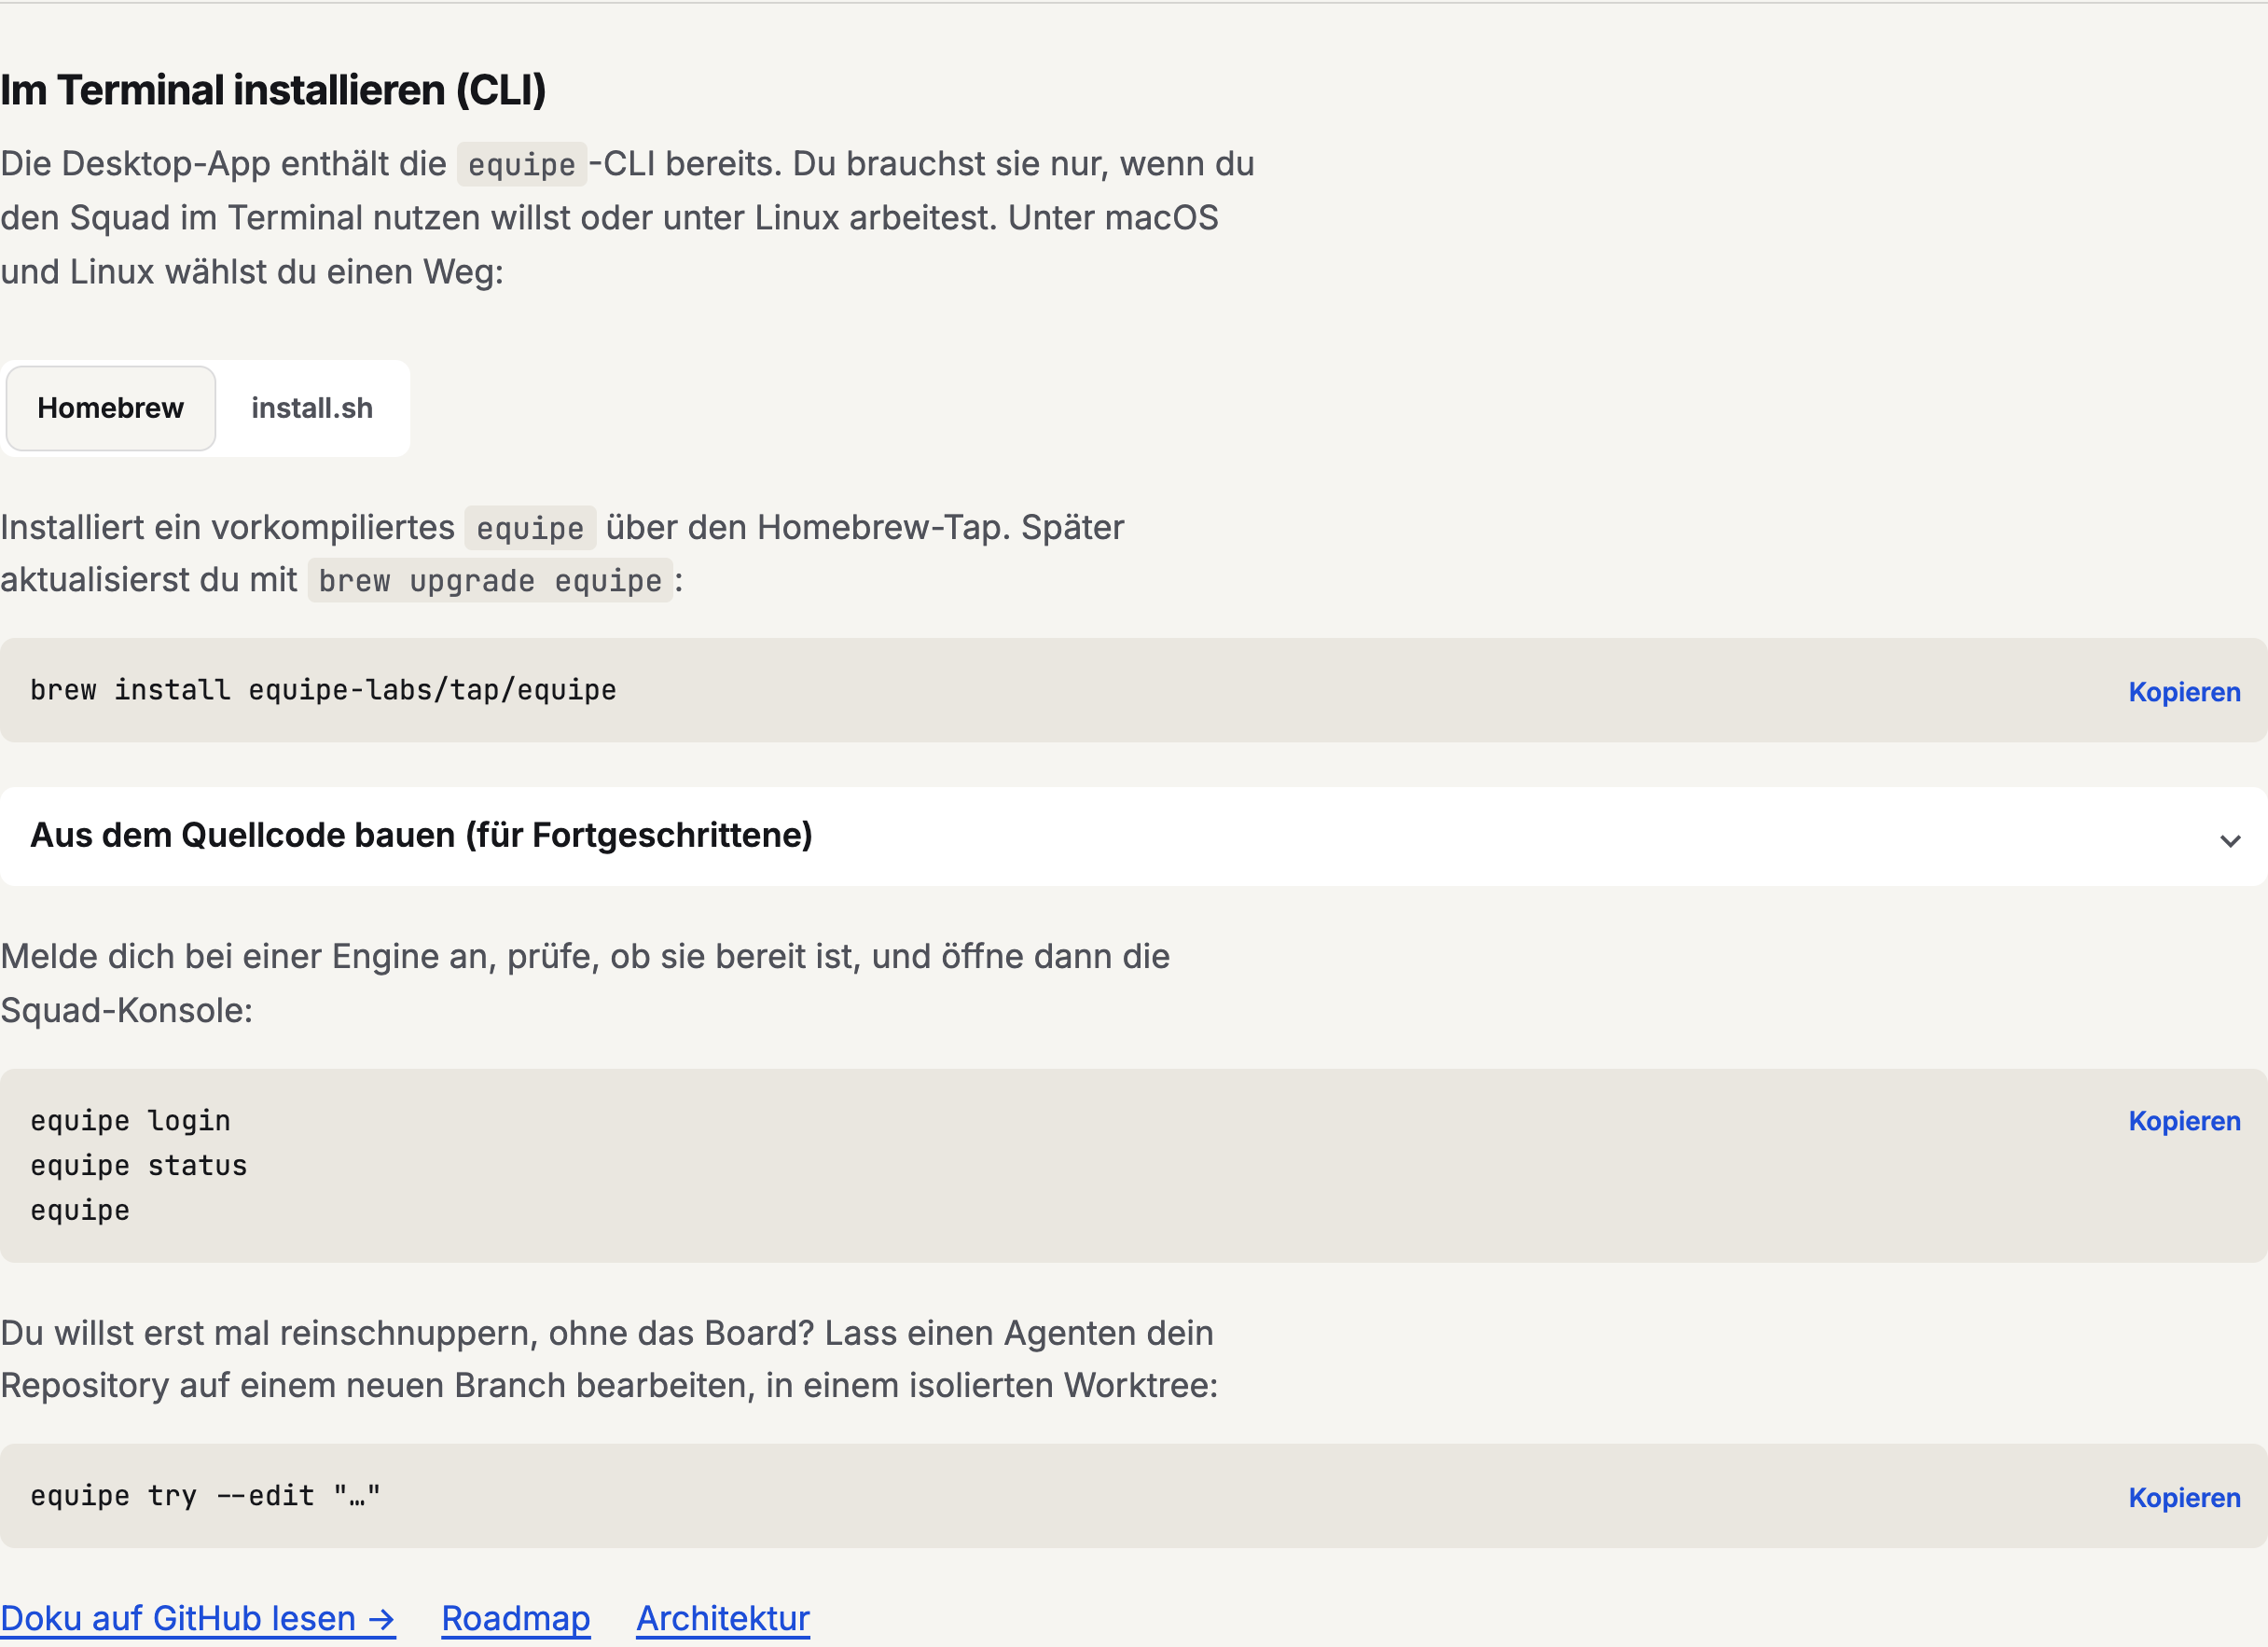 Im Terminal installieren (CLI)
Die Desktop-App enthält die equipe-CLI bereits. Du brauchst sie nur, wenn du
den Squad im Terminal nutzen willst oder unter Linux arbeitest. Unter macOS
und Linux wählst du einen Weg:
Homebrew install.sh
Installiert ein vorkompiliertes equipe über den Homebrew-Tap. Später
aktualisierst du mit brew upgrade equipe:
brew install equipe-labs/tap/equipe Kopieren
Aus dem Quellcode bauen (für Fortgeschrittene)
Melde dich bei einer Engine an, prüfe, ob sie bereit ist, und öffne dann die
Squad-Konsole:
equipe login Kopieren
equipe status
equipe
Du willst erst mal reinschnuppern, ohne das Board? Lass einen Agenten dein
Repository auf einem neuen Branch bearbeiten, in einem isolierten Worktree:
equipe try --edit "…" Kopieren
Doku auf GitHub lesen → Roadmap Architektur